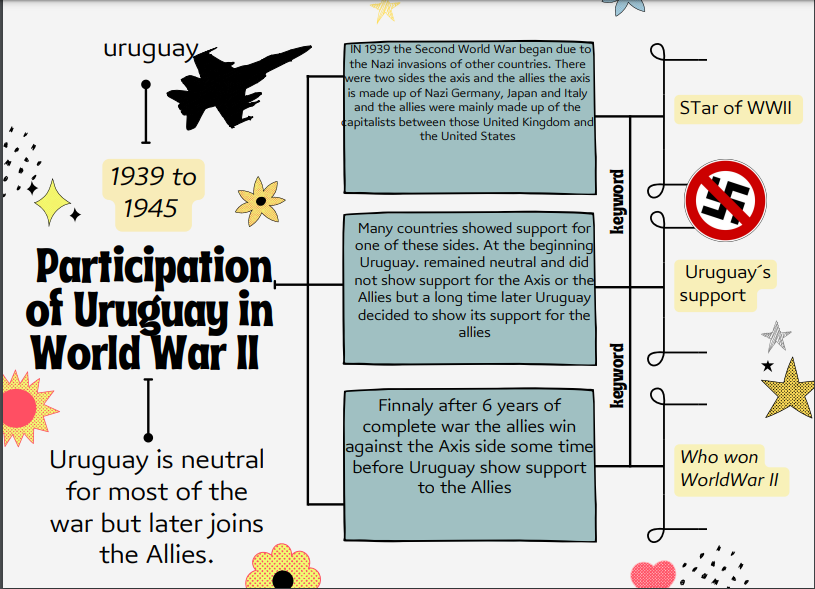 uruguay
1939 to
1945
Participation
of Uruguay in
World War II
Uruguay is neutral
for most of the
war but later joins
the Allies.
IN 1939 the Second World War began due to
the Nazi invasions of other countries. There
were two sides the axis and the allies the axis
is made up of Nazi Germany, Japan and Italy
and the allies were mainly made up of the
capitalists between those United Kingdom and
the United States
Many countries showed support for
one of these sides. At the beginning
Uruguay. remained neutral and did
not show support for the Axis or the
Allies but a long time later Uruguay
decided to show its support for the
allies
Finnaly after 6 years of
complete war the allies win
against the Axis side some time
before Uruguay show support
to the Allies
keyword
keyword
STar of WWII
Uruguay´s
support
Who won
WorldWar II